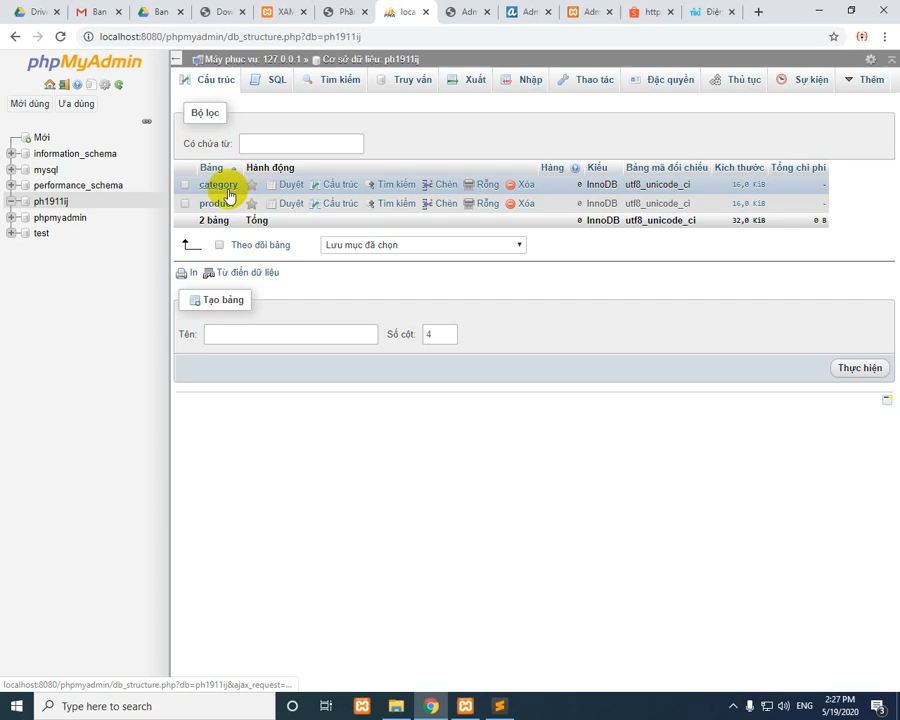 Driv
Ban
Ban
Dow
XAN
Phầ
loca
Adm
Adm
Adm
http
Điện
localhost:8080/phpmyadmin/db_structure.php?db=ph1911ij
phpMyAdmin
Mới dùng
Ưa dùng
Mới
information_schema
mysql
performance_schema
ph1911ij
phpmyadmin
test
Máy phục vụ: 127.0.0.1 » Cơ sở dữ liệu: ph1911ij
Cấu trúc SQL Tìm kiếm Truy vấn Xuất Nhập Thao tác Đặc quyền Thủ tục Sự kiện Thêm
Bộ lọc
Có chứa từ:
Bảng Hành động Hàng Kiểu Bảng mã đối chiếu Kích thước Tổng chi phí
category Duyệt Cấu trúc Tìm kiếm Chèn Rỗng Xóa 0 InnoDB utf8_unicode_ci 16,0 KiB -
product Duyệt Cấu trúc Tìm kiếm Chèn Rỗng Xóa 0 InnoDB utf8_unicode_ci 16,0 KiB -
2 bảng Tổng 0 InnoDB utf8_unicode_ci 32,0 KiB 0 B
Theo dõi bảng Lưu mục đã chọn
In Từ điển dữ liệu
Tạo bảng
Tên: Số cột: 4
Thực hiện
localhost:8080/phpmyadmin/db_structure.php?db=ph1911ij&ajax_request=...
Type here to search
ENG
2:27 PM
5/19/2020
3